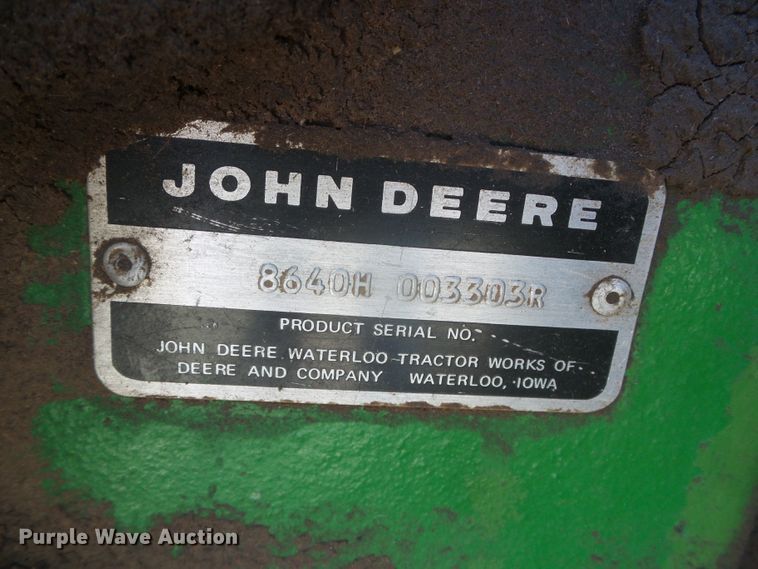 JOHN DEERE
8640H 003303R
PRODUCT SERIAL NO.
JOHN DEERE WATERLOO TRACTOR WORKS OF
DEERE AND COMPANY WATERLOO, IOWA
Purple Wave Auction